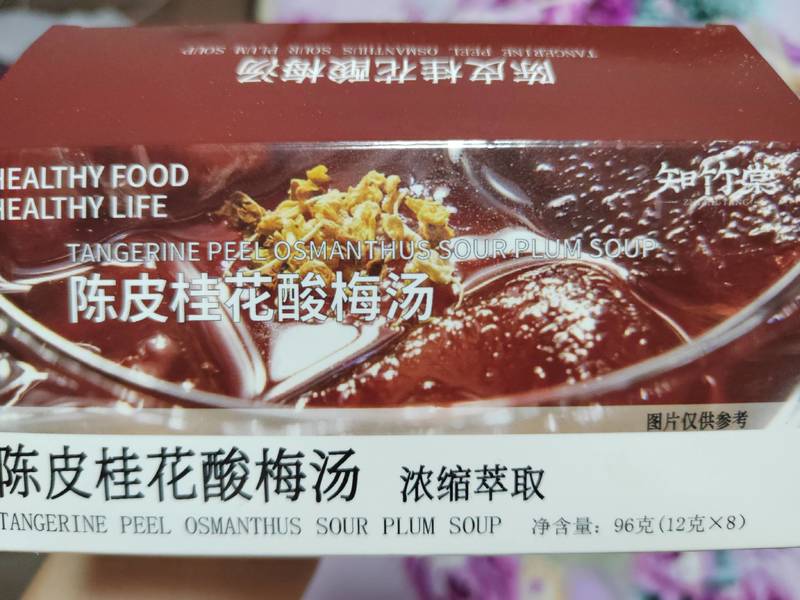 陈皮桂花酸梅汤
TANGERINE PEEL OSMANTHUS SOUR PLUM SOUP
HEALTHY FOOD
HEALTHY LIFE
知竹堂
TANGERINE PEEL OSMANTHUS SOUR PLUM SOUP
陈皮桂花酸梅汤
图片仅供参考
陈皮桂花酸梅汤 浓缩萃取
TANGERINE PEEL OSMANTHUS SOUR PLUM SOUP 净含量：96克(12克×8)